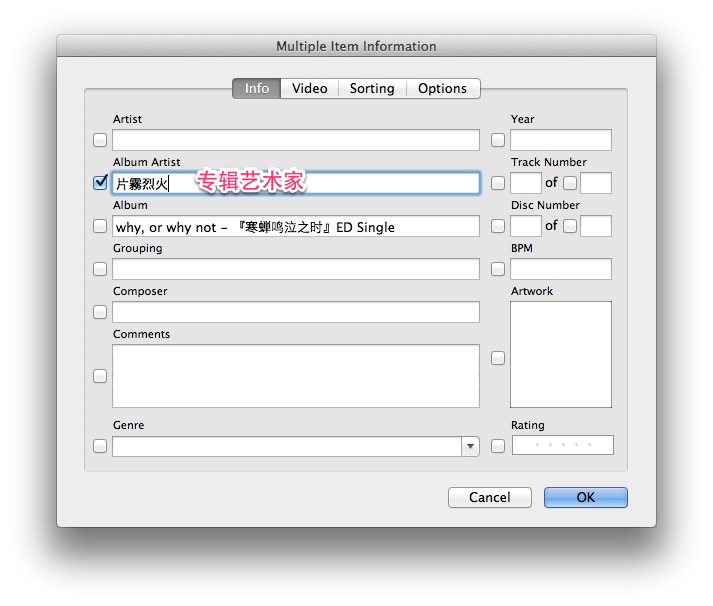 Multiple Item Information
Info Video Sorting Options
Artist
Year
Album Artist
Track Number
片霧烈火 专辑艺术家
of
Album
Disc Number
why, or why not – 『寒蝉鸣泣之时』ED Single
of
Grouping
BPM
Composer
Artwork
Comments
Genre
Rating
Cancel OK